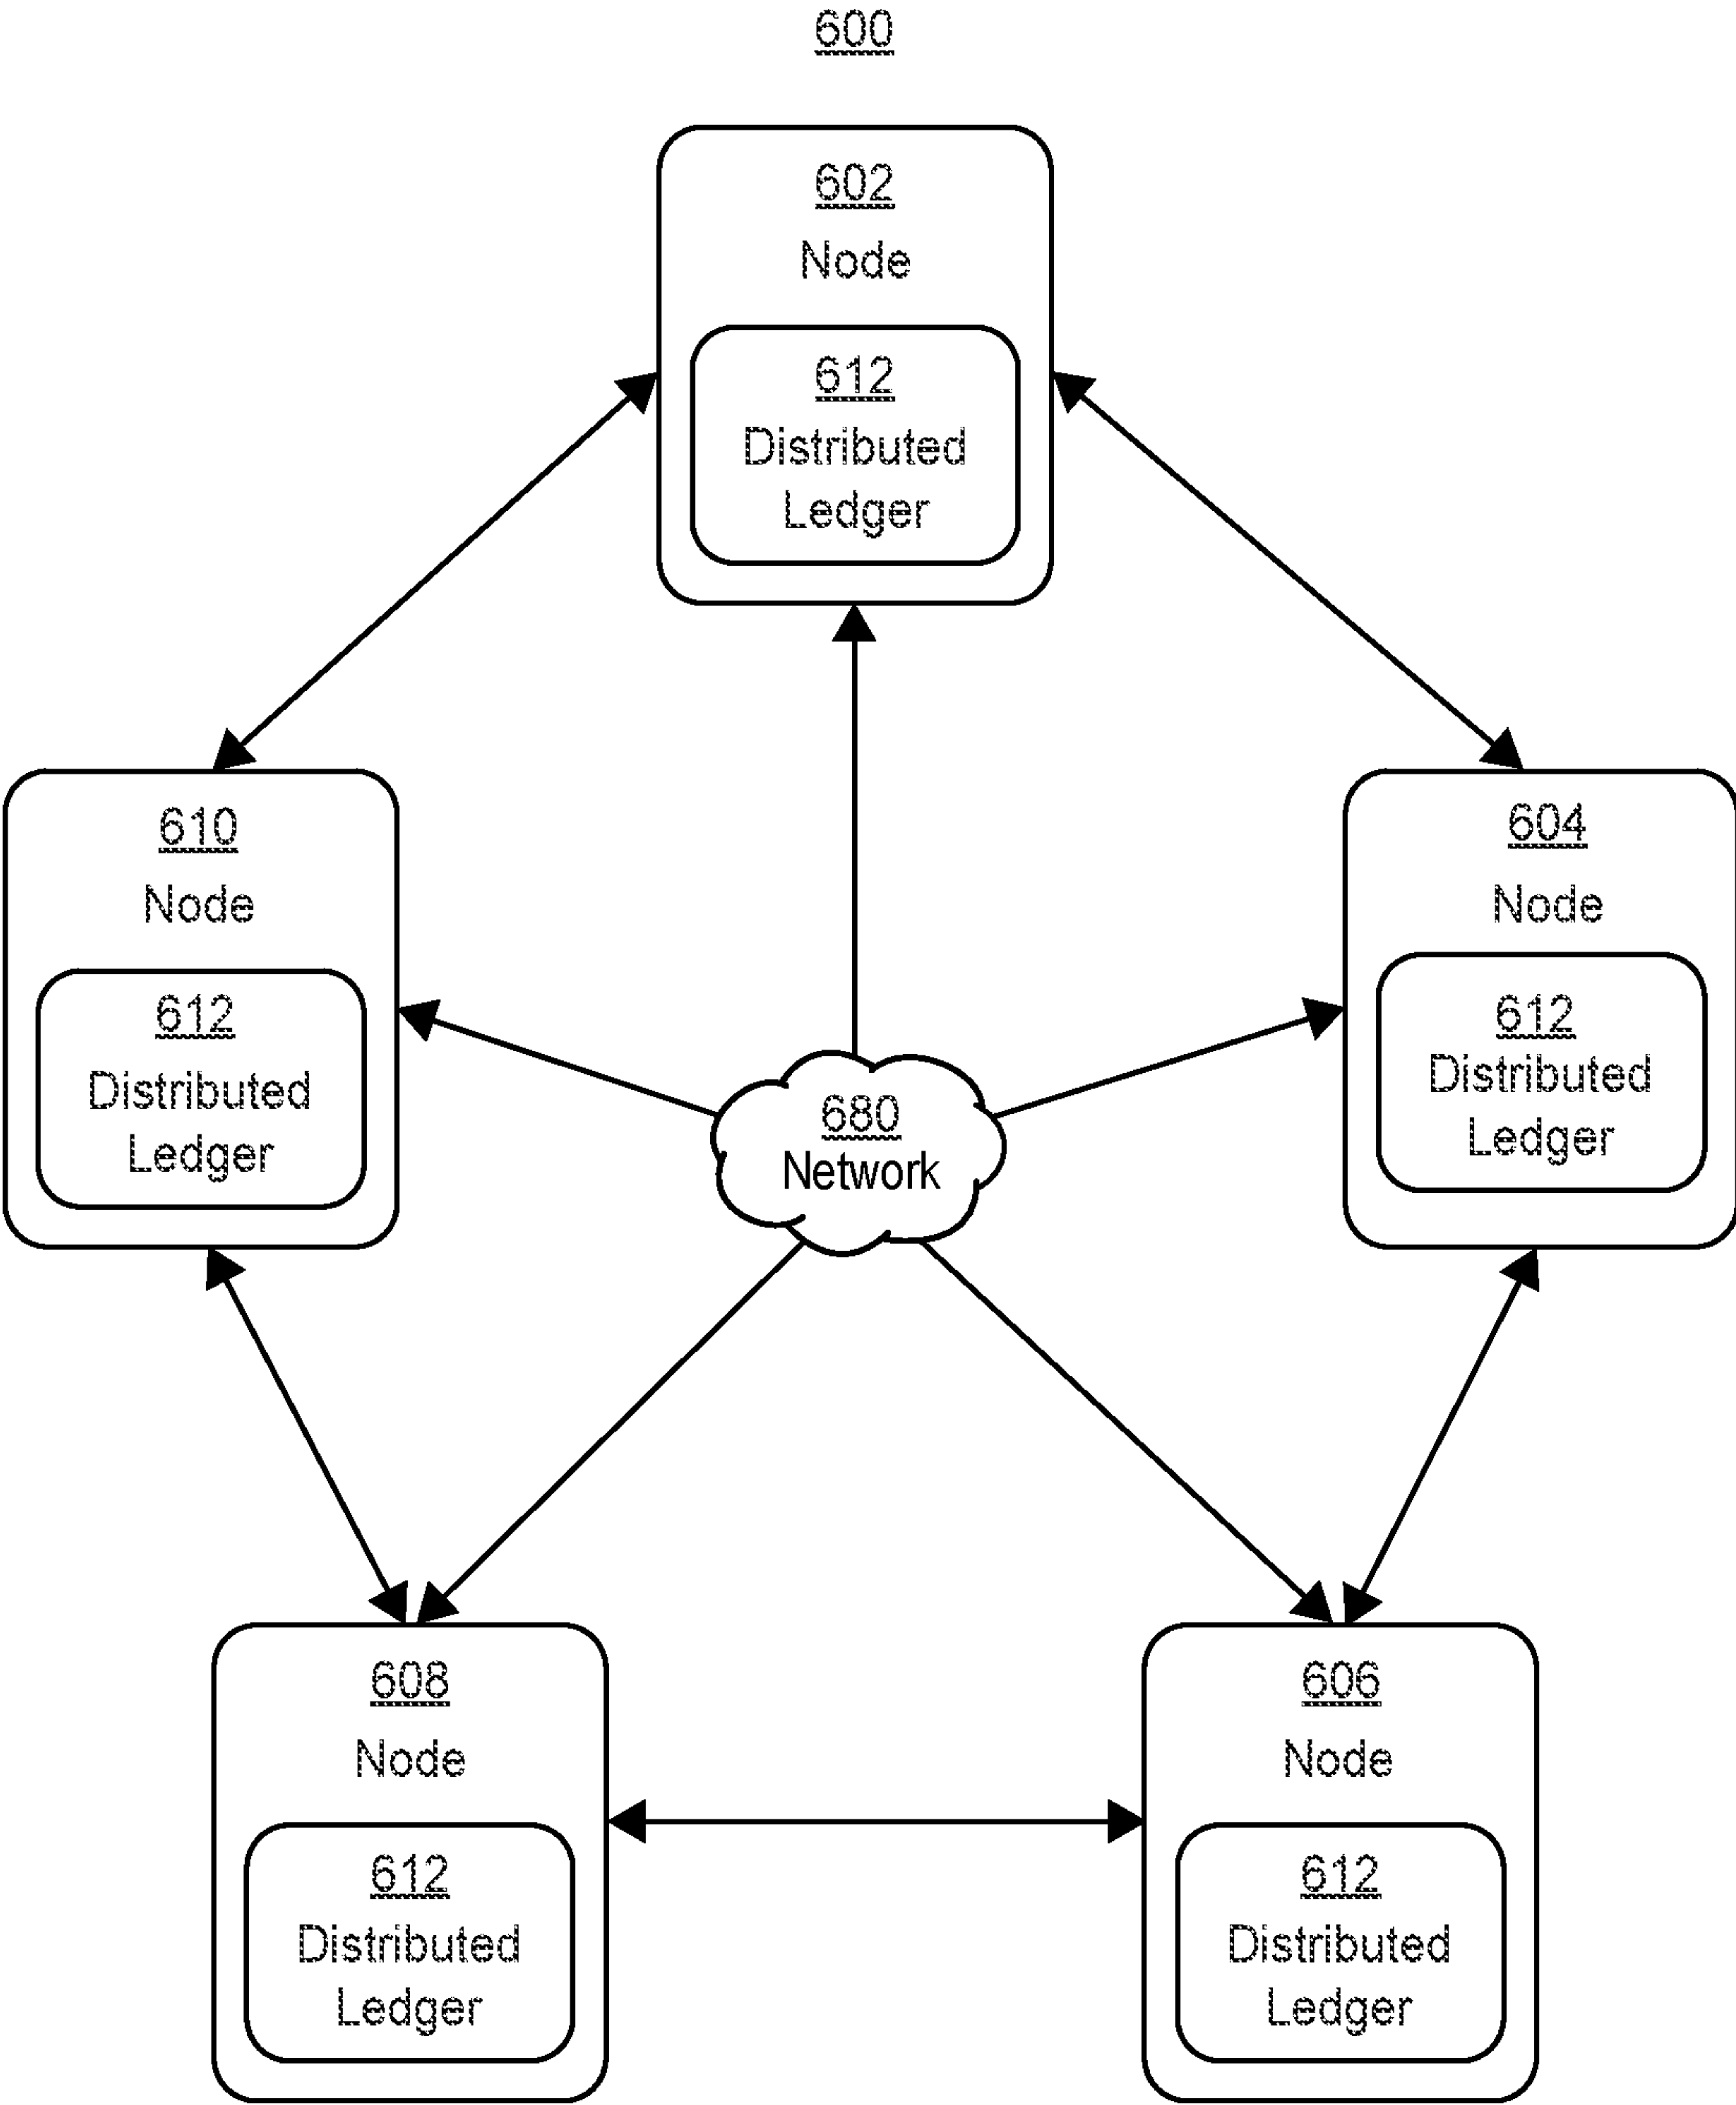 600
602
Node
612
Distributed
Ledger
610
Node
612
Distributed
Ledger
604
Node
612
Distributed
Ledger
680
Network
608
Node
612
Distributed
Ledger
606
Node
612
Distributed
Ledger